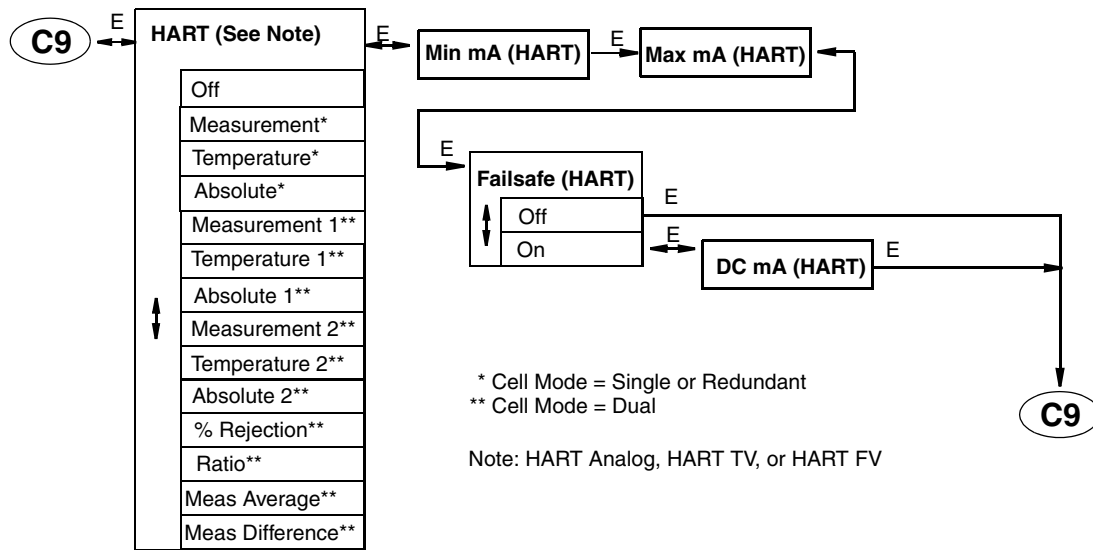 C9
E
HART (See Note)
E
Min mA (HART)
E
Max mA (HART)
Off
Measurement*
Temperature*
Absolute*
Measurement 1**
Temperature 1**
Absolute 1**
Measurement 2**
Temperature 2**
Absolute 2**
% Rejection**
Ratio**
Meas Average**
Meas Difference**
E
Failsafe (HART)
Off
E
On
E
DC mA (HART)
E
* Cell Mode = Single or Redundant
** Cell Mode = Dual
C9
Note: HART Analog, HART TV, or HART FV